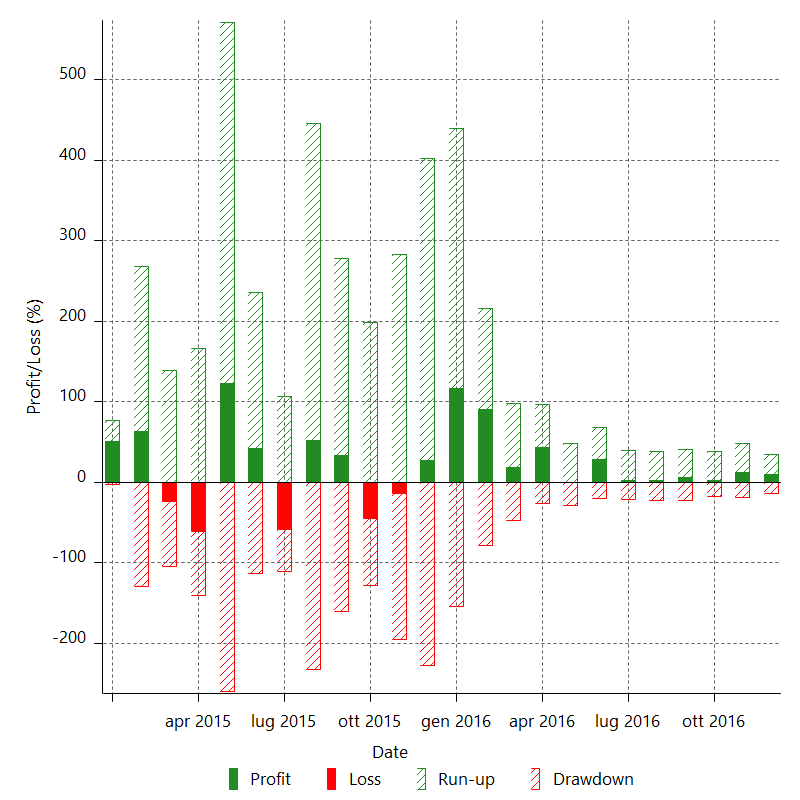 500
400
300
200
100
0
-100
-200
Profit/Loss (%)
apr 2015 lug 2015 ott 2015 gen 2016 apr 2016 lug 2016 ott 2016
Date
Profit Loss Run-up Drawdown